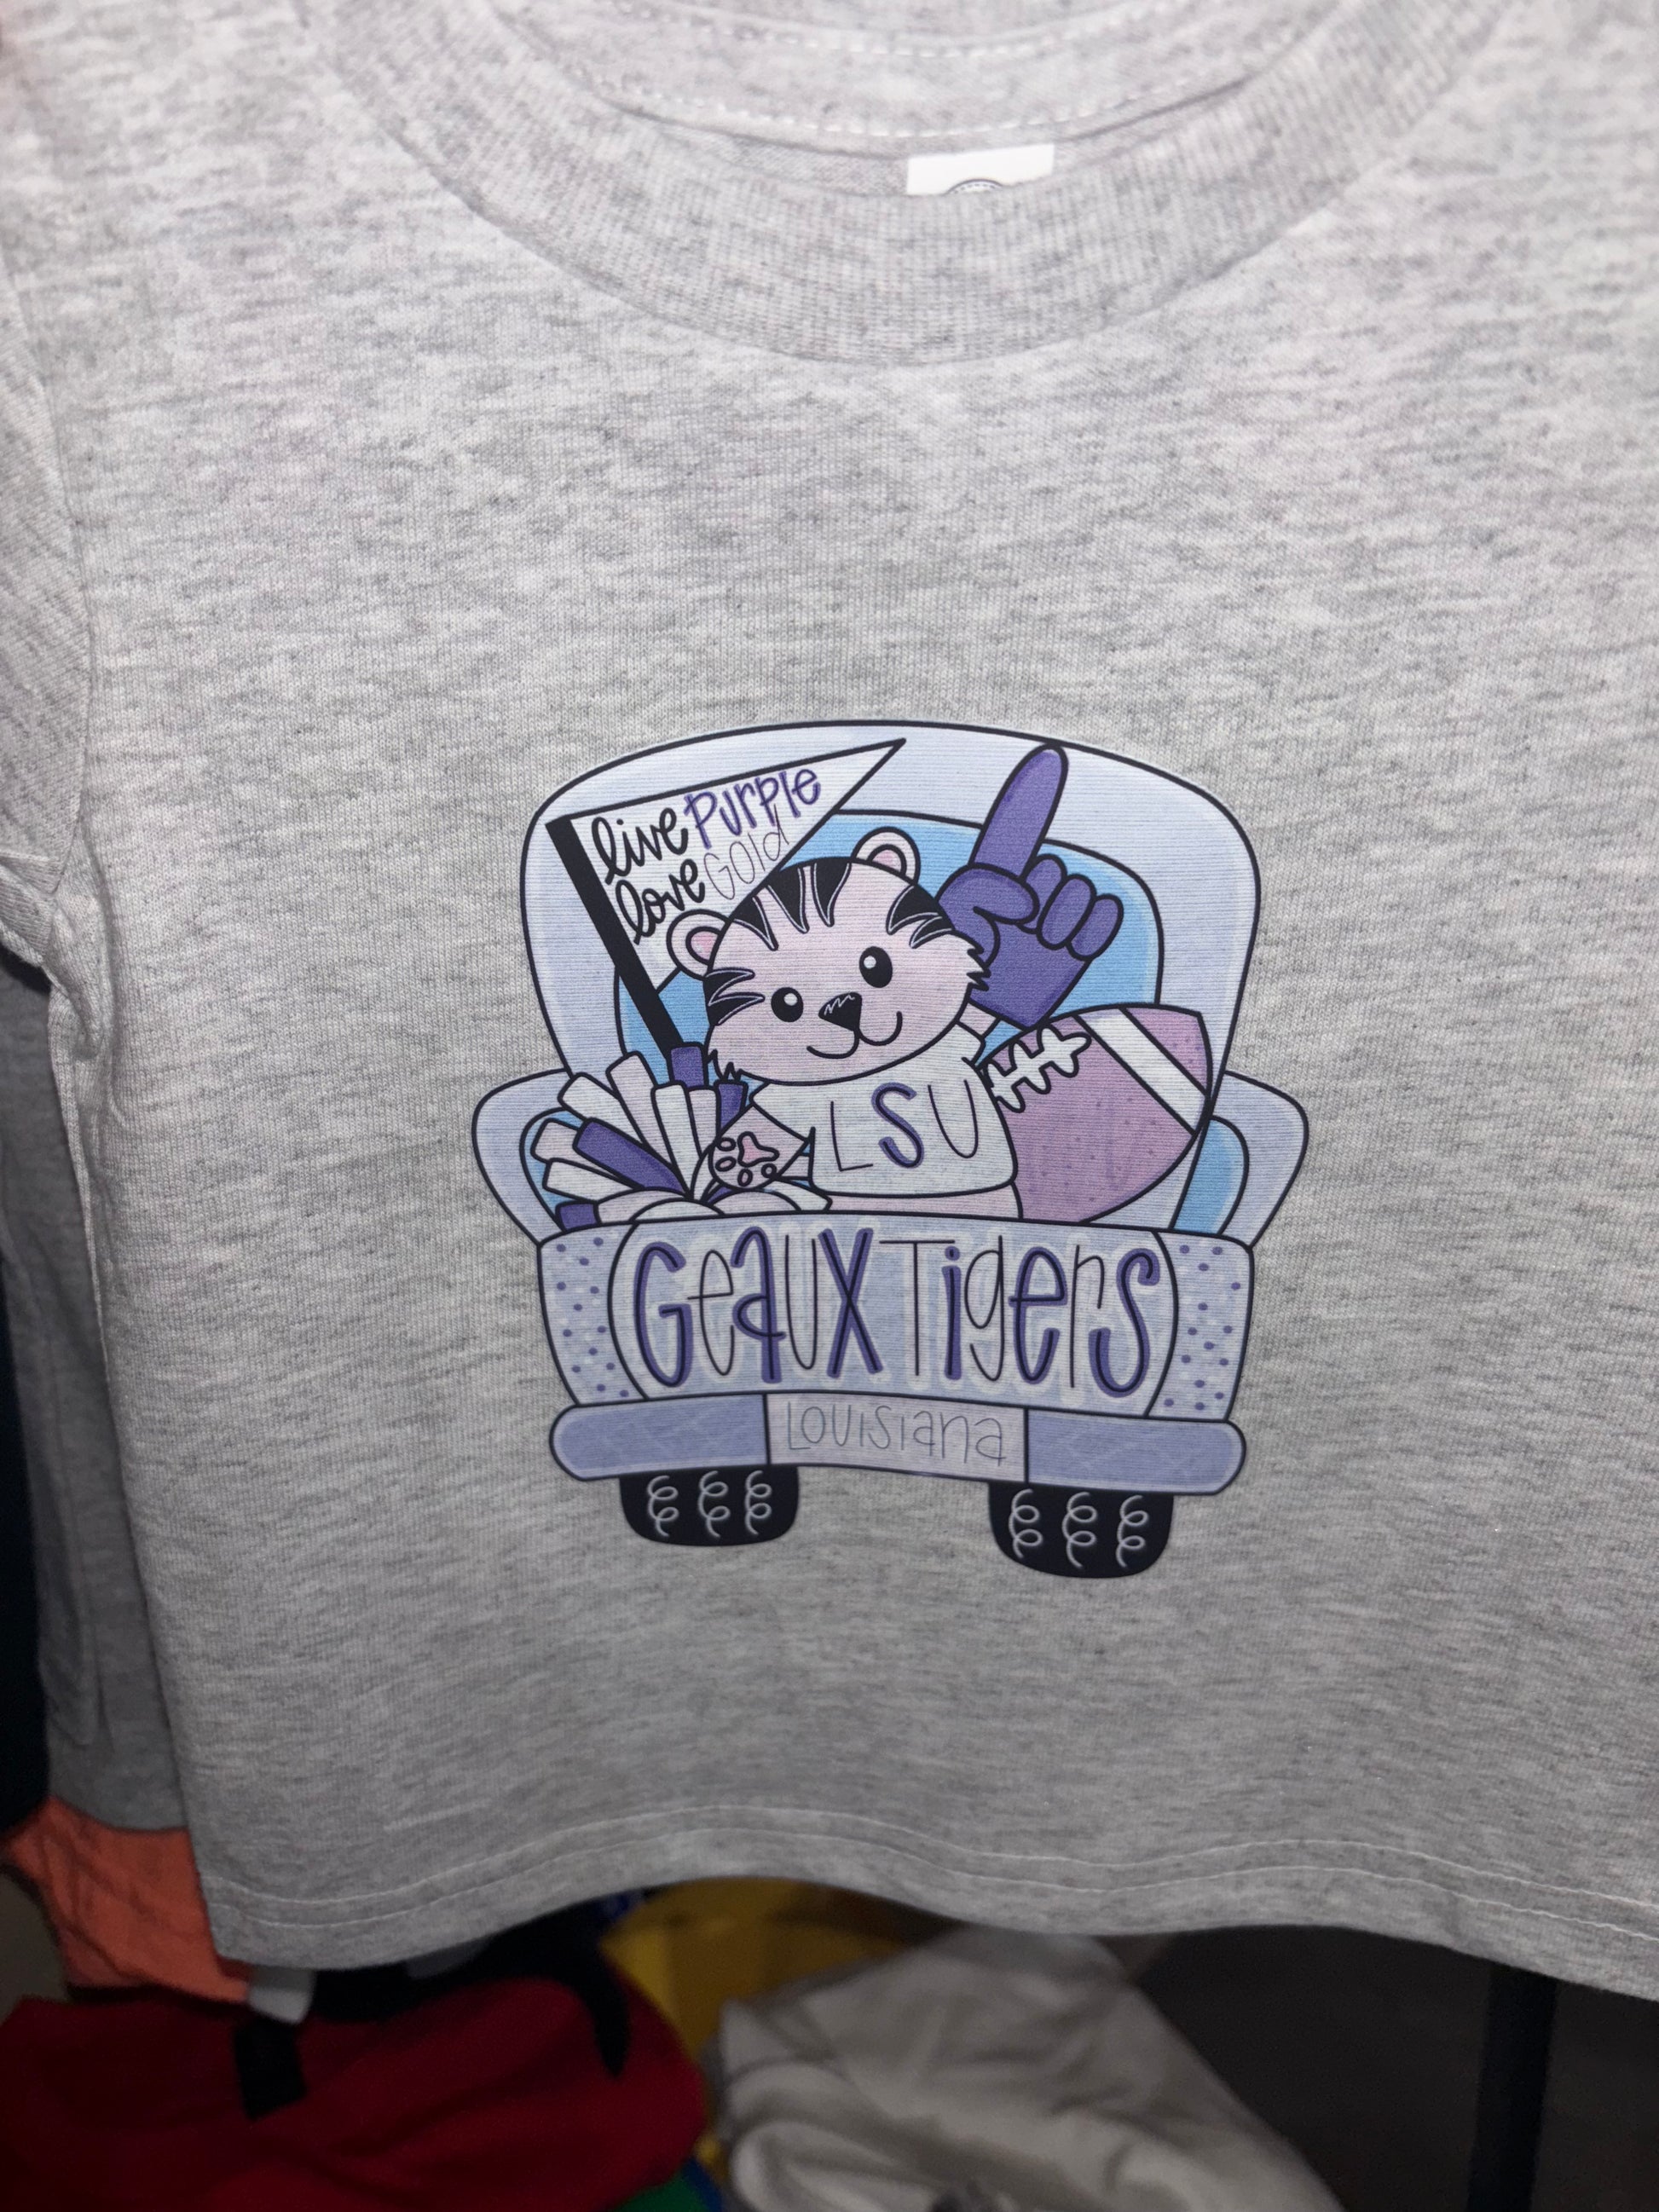 live purple
love gold
LSU
Geaux Tigers
Louisiana